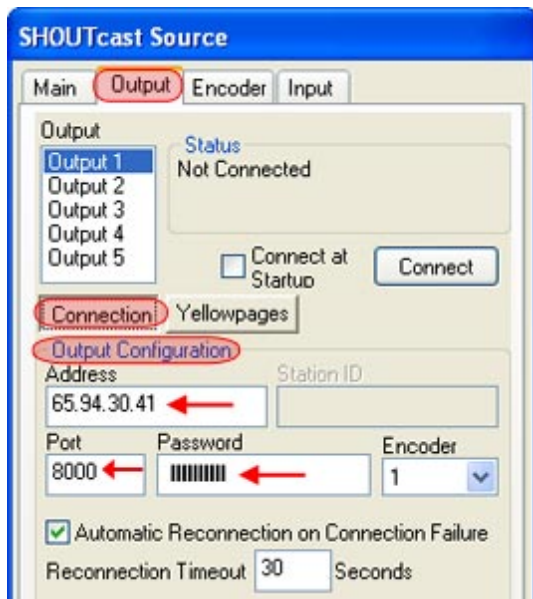 SHOUTcast Source
Main Output Encoder Input
Output
Status
Output 1
Not Connected
Output 2
Output 3
Output 4
Output 5
Connect at
Startup
Connect
Connection Yellowpages
Output Configuration
Address Station ID
65.94.30.41
Port Password Encoder
8000 1
Automatic Reconnection on Connection Failure
Reconnection Timeout 30 Seconds